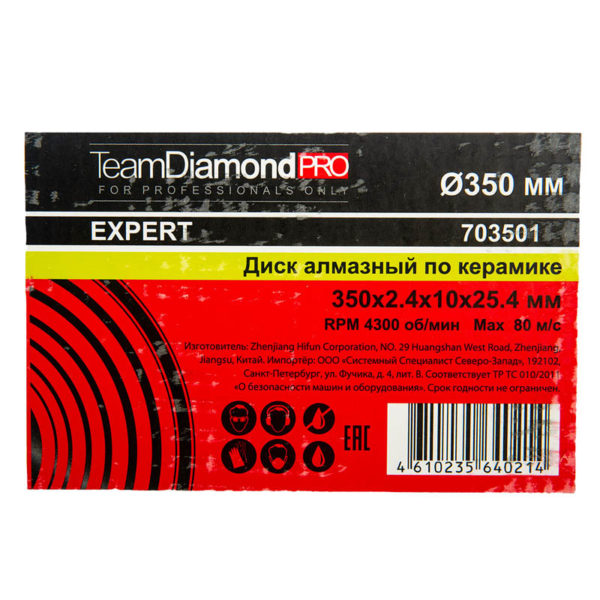 TeamDiamondPRO
FOR PROFESSIONALS ONLY
Ø350 мм
EXPERT
703501
Диск алмазный по керамике
350x2.4x10x25.4 мм
RPM 4300 об/мин Max 80 м/с
Изготовитель: Zhenjiang Hifun Corporation, NO. 29 Huangshan West Road, Zhenjiang,
Jiangsu, Китай. Импортёр: ООО «Системный Специалист Северо-Запад», 192102,
Санкт-Петербург, ул. Фучика, д. 4, лит. В. Соответствует ТР ТС 010/2011
«О безопасности машин и оборудования». Срок годности не ограничен.
EAC
4 610235 640214